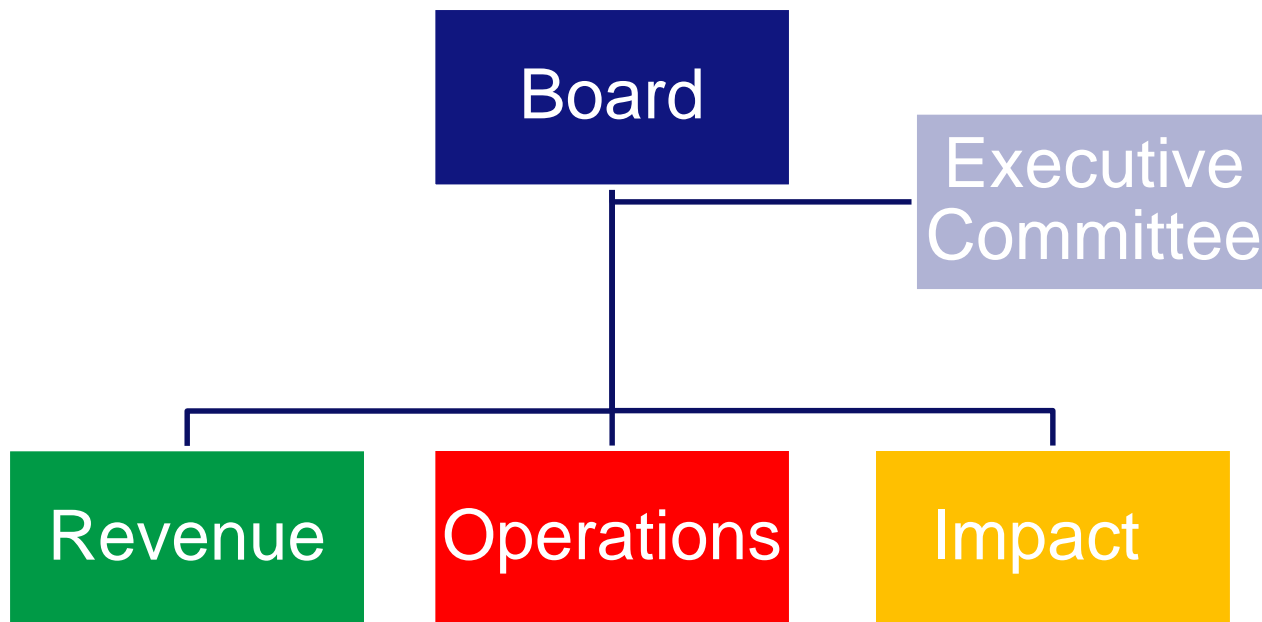 Board
Executive
Committee
Revenue
Operations
Impact